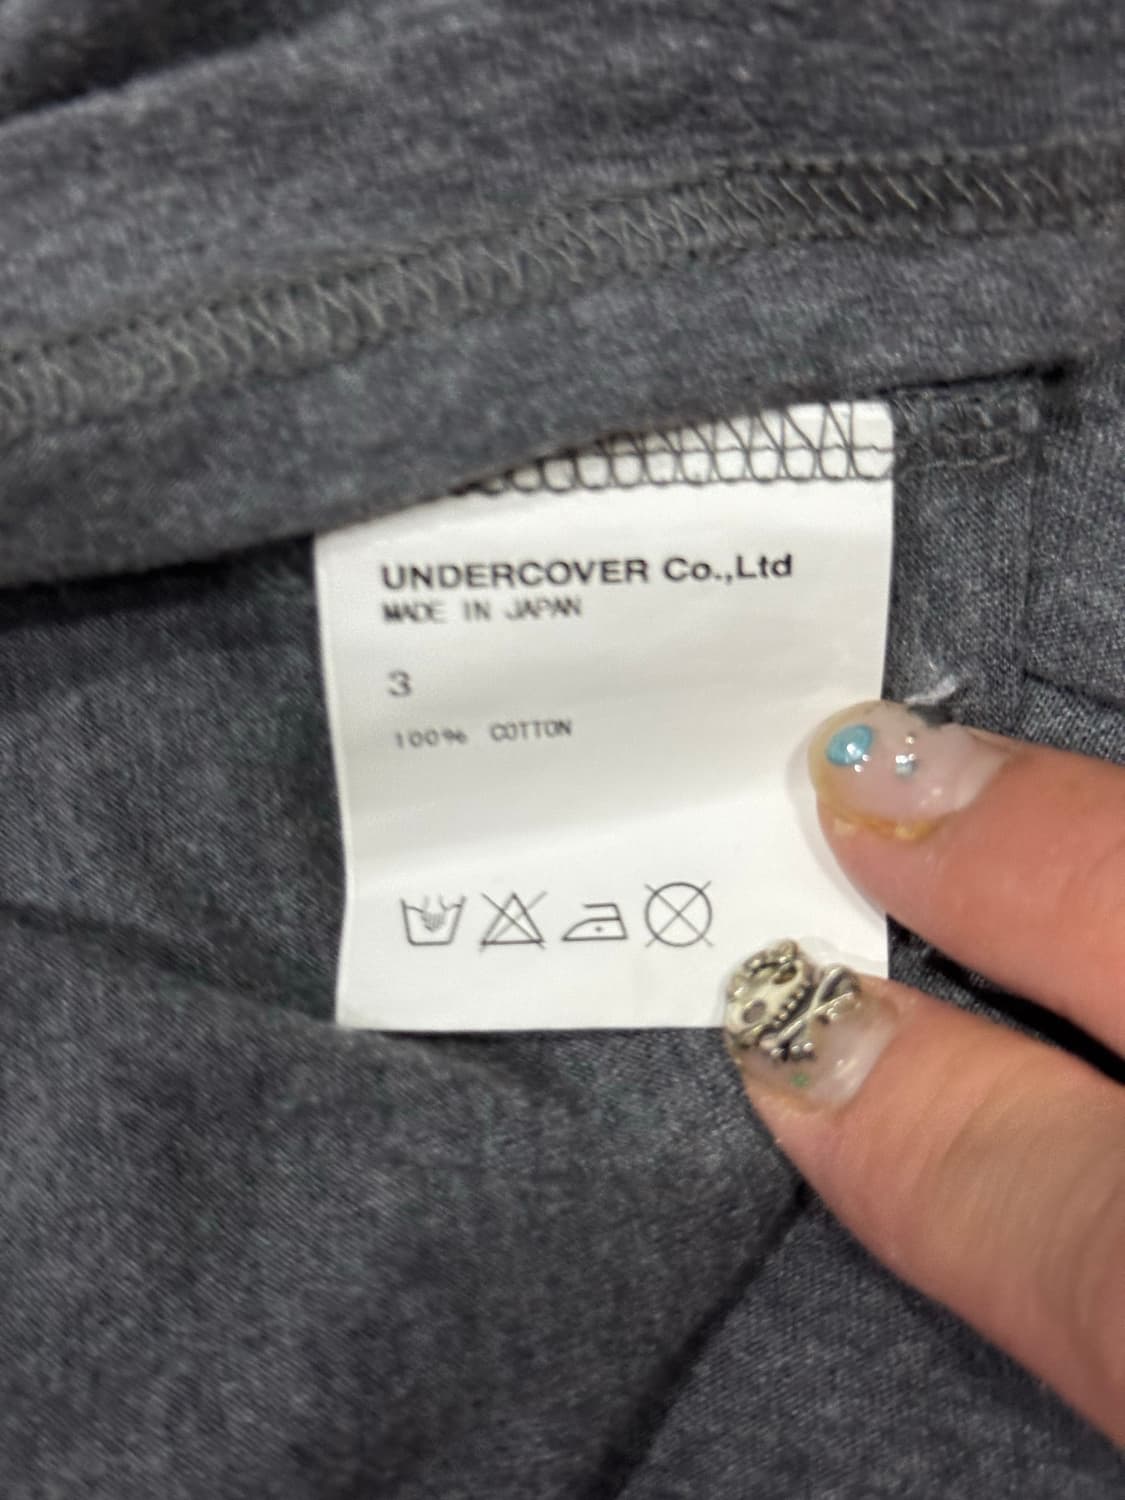 UNDERCOVER Co.,Ltd
MADE IN JAPAN
3
100% COTTON